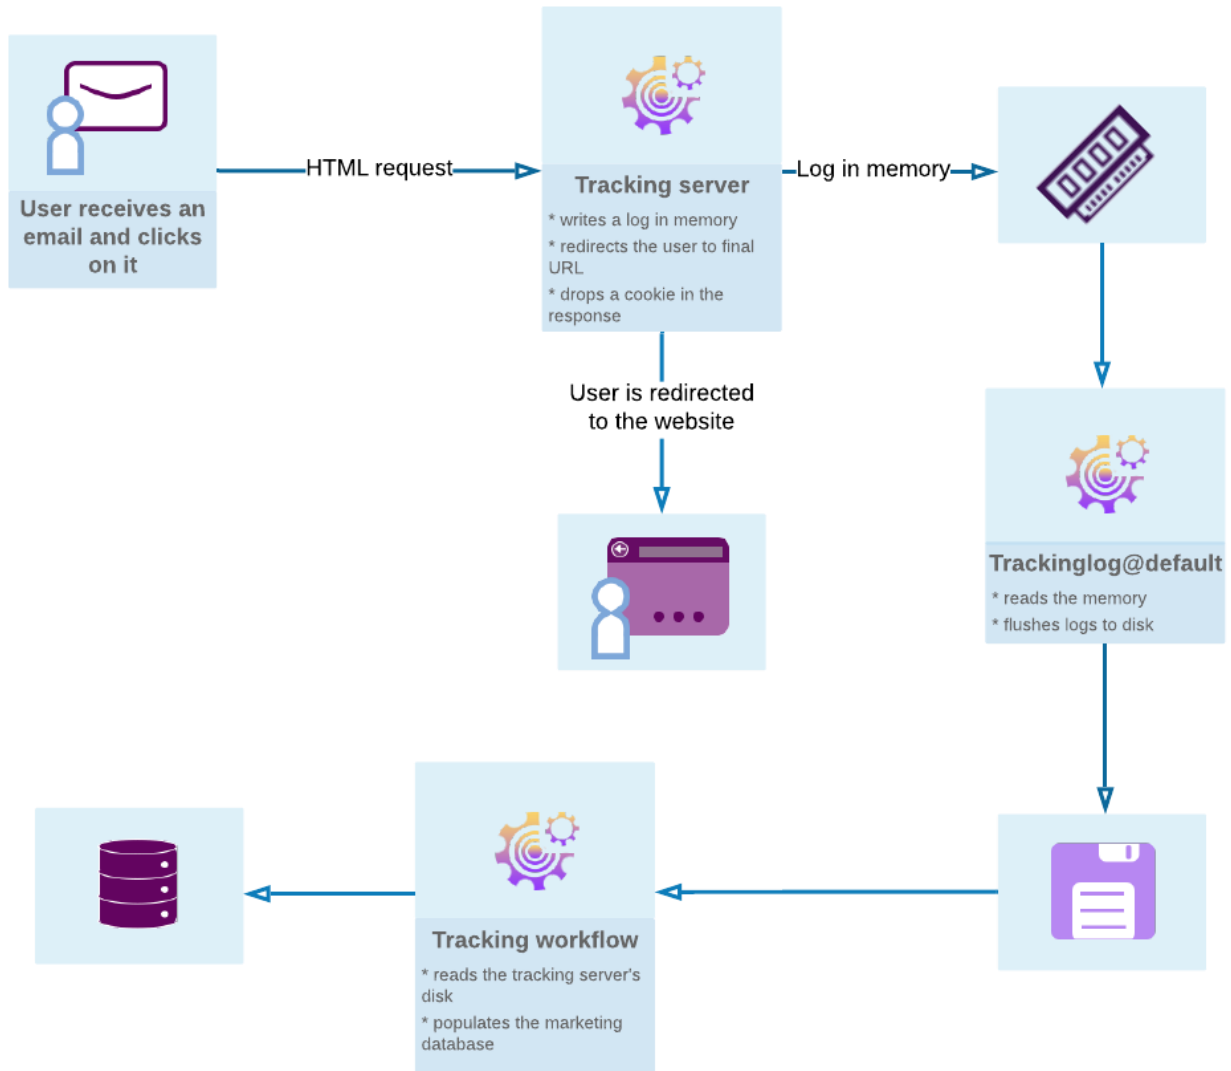 User receives an
email and clicks
on it
HTML request
Tracking server
* writes a log in memory
* redirects the user to final
URL
* drops a cookie in the
response
Log in memory
User is redirected
to the website
Trackinglog@default
* reads the memory
* flushes logs to disk
Tracking workflow
* reads the tracking server's
disk
* populates the marketing
database